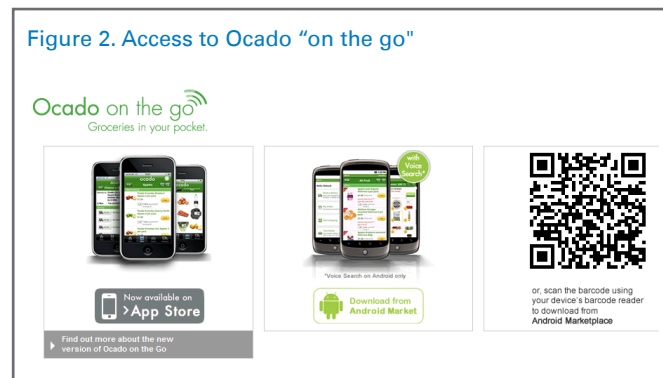 Figure 2. Access to Ocado “on the go"
Ocado on the go
Groceries in your pocket.
ocado
with
Voice
Search*
*Voice Search on Android only
Now available on
>App Store
Download from
Android Market
or, scan the barcode using
your device's barcode reader
to download from
Android Marketplace
Find out more about the new
version of Ocado on the Go